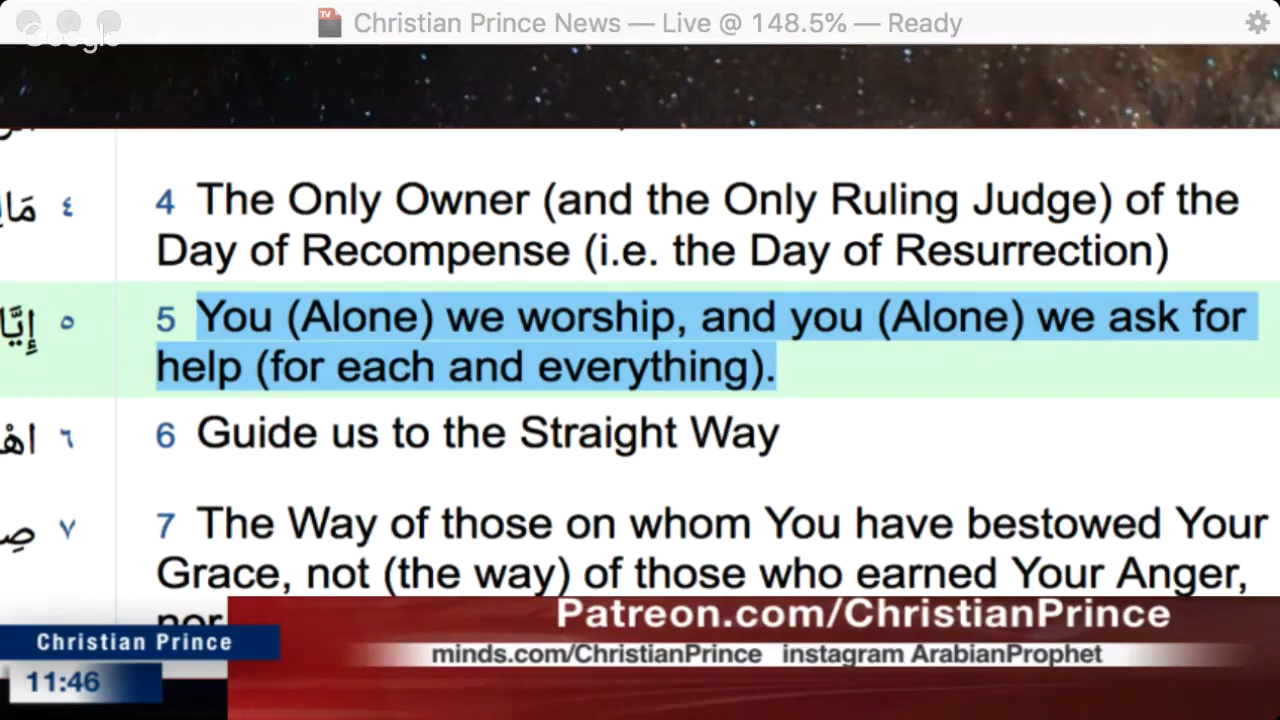 Christian Prince News — Live @ 148.5% — Ready
Google
٤ 4 The Only Owner (and the Only Ruling Judge) of the
Day of Recompense (i.e. the Day of Resurrection)
إِيَّا ٥ 5 You (Alone) we worship, and you (Alone) we ask for
help (for each and everything).
اهْ ٦ 6 Guide us to the Straight Way
صِ ٧ 7 The Way of those on whom You have bestowed Your
Grace, not (the way) of those who earned Your Anger,
nor
Patreon.com/ChristianPrince
Christian Prince
minds.com/ChristianPrince instagram ArabianProphet
11:46